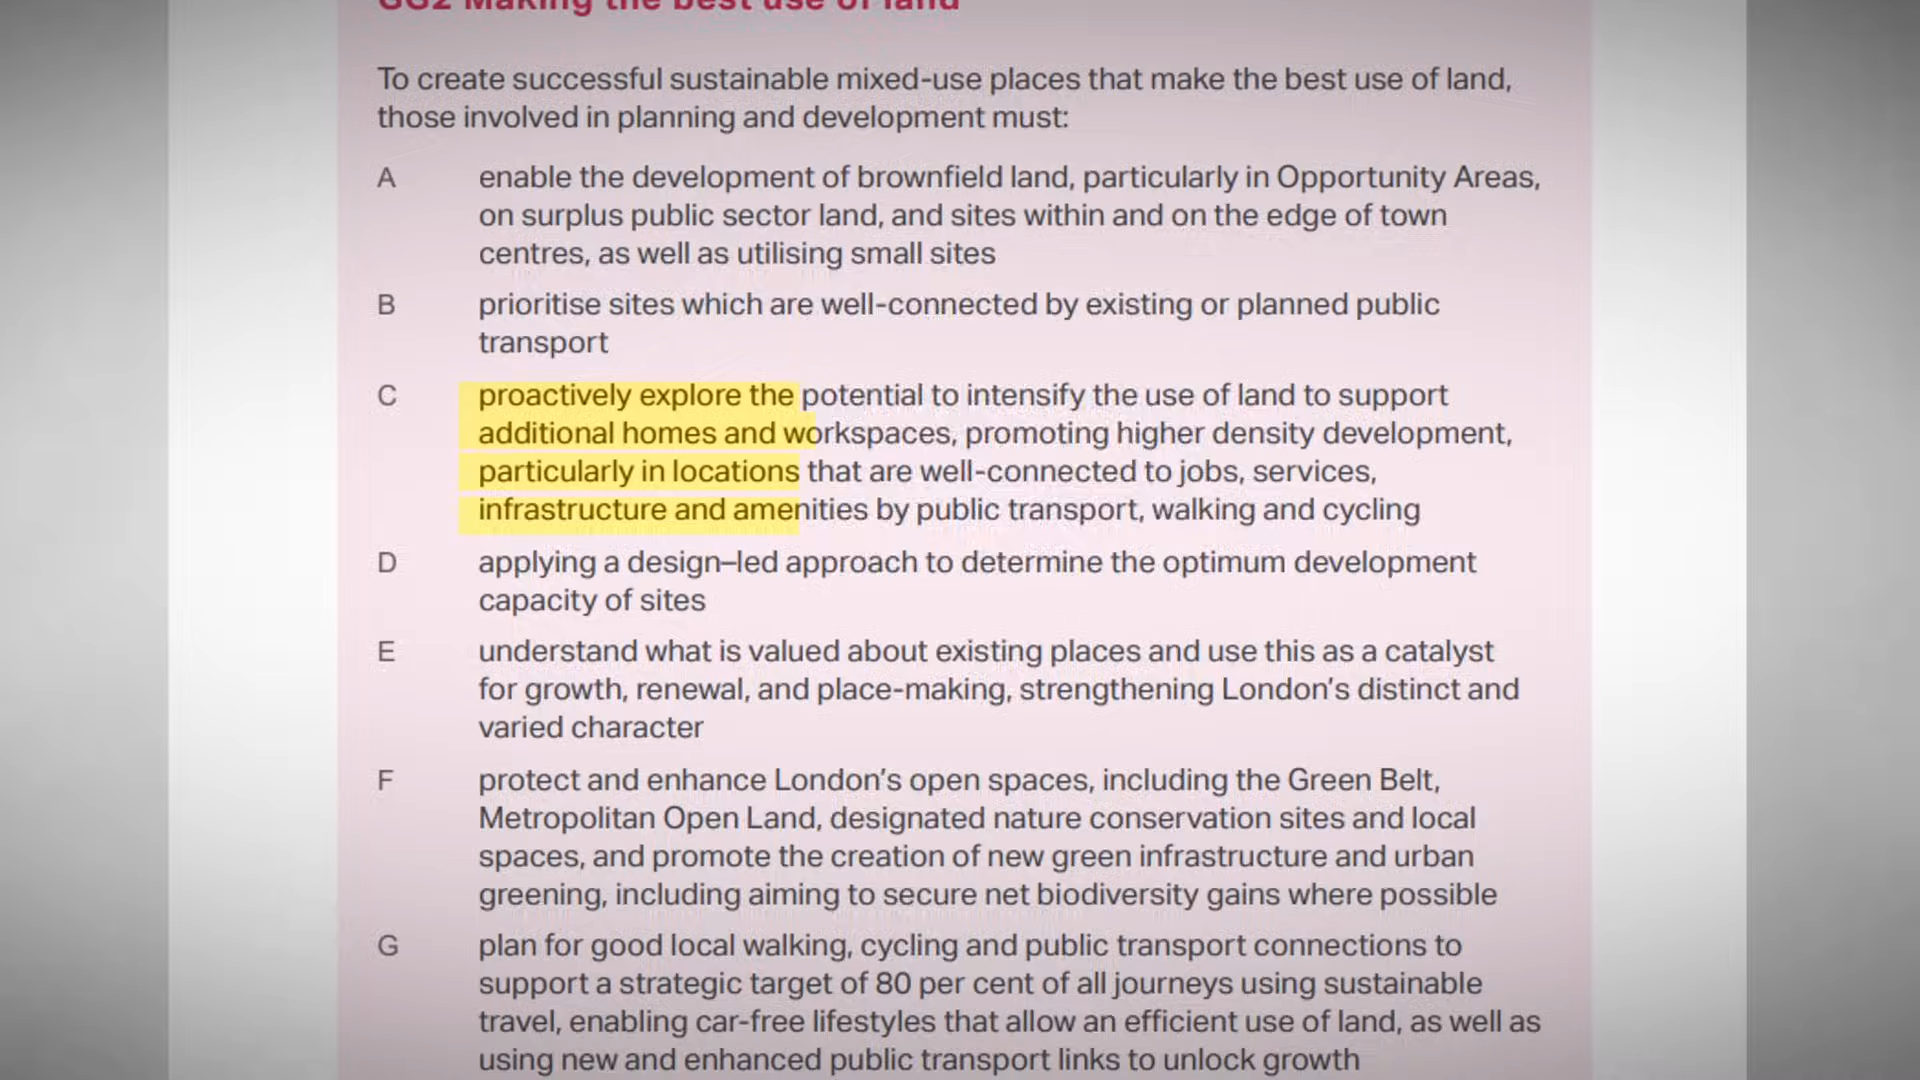 GG2 Making the best use of land
To create successful sustainable mixed-use places that make the best use of land,
those involved in planning and development must:
A enable the development of brownfield land, particularly in Opportunity Areas,
on surplus public sector land, and sites within and on the edge of town
centres, as well as utilising small sites
B prioritise sites which are well-connected by existing or planned public
transport
C proactively explore the potential to intensify the use of land to support
additional homes and workspaces, promoting higher density development,
particularly in locations that are well-connected to jobs, services,
infrastructure and amenities by public transport, walking and cycling
D applying a design–led approach to determine the optimum development
capacity of sites
E understand what is valued about existing places and use this as a catalyst
for growth, renewal, and place-making, strengthening London’s distinct and
varied character
F protect and enhance London’s open spaces, including the Green Belt,
Metropolitan Open Land, designated nature conservation sites and local
spaces, and promote the creation of new green infrastructure and urban
greening, including aiming to secure net biodiversity gains where possible
G plan for good local walking, cycling and public transport connections to
support a strategic target of 80 per cent of all journeys using sustainable
travel, enabling car-free lifestyles that allow an efficient use of land, as well as
using new and enhanced public transport links to unlock growth